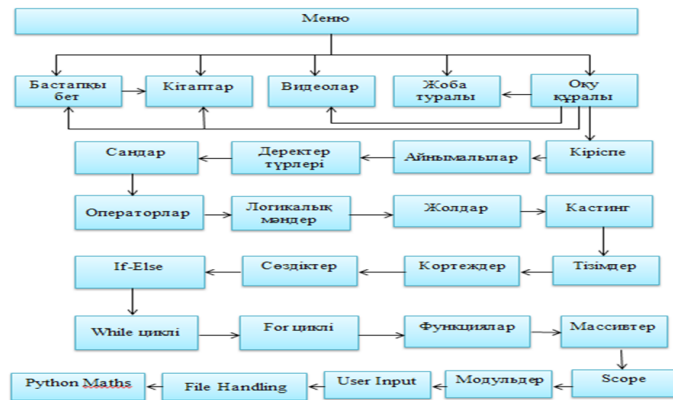 Меню
Бастапқы
бет
Кітаптар
Видеолар
Жоба
туралы
Оқу
құралы
Сандар
Деректер
түрлері
Айнымалылар
Кіріспе
Операторлар
Логикалық
мәндер
Жолдар
Кастинг
If-Else
Сөздіктер
Кортеждер
Тізімдер
While циклі
For циклі
Функциялар
Массивтер
Python Maths
File Handling
User Input
Модульдер
Scope